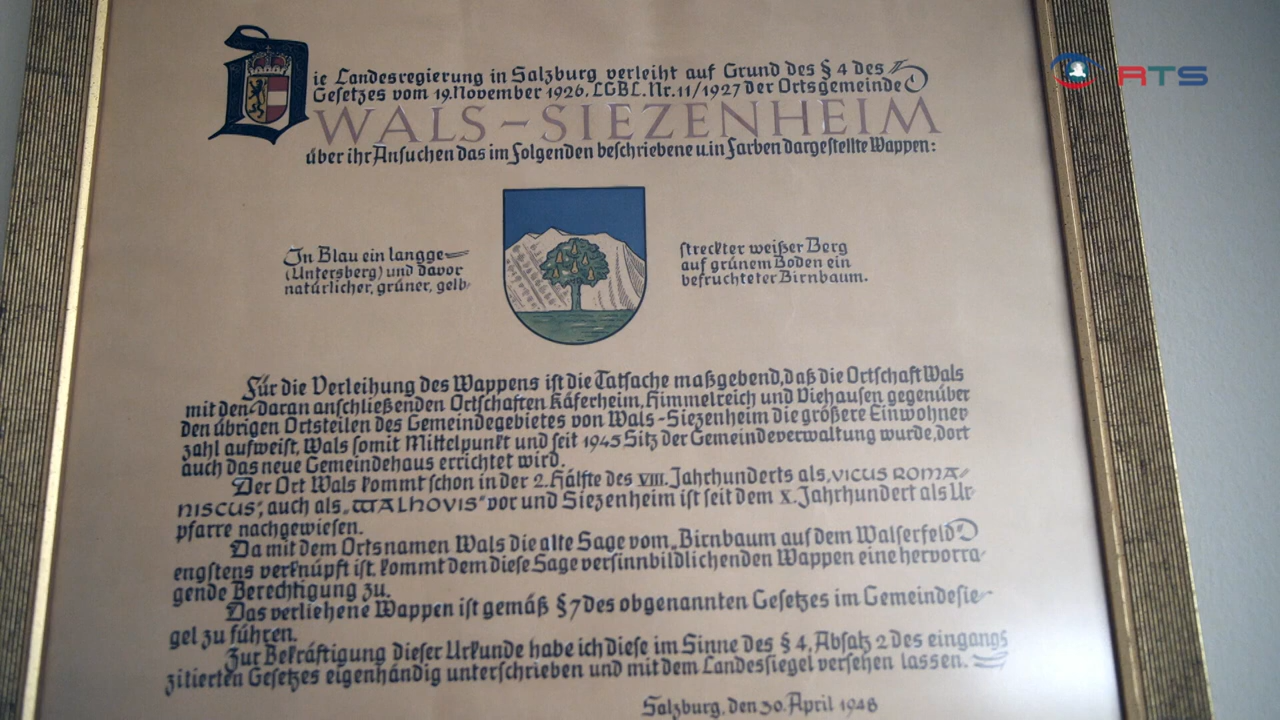 RTS
Die Landesregierung in Salzburg verleiht auf Grund des § 4 des
Gesetzes vom 19. November 1926, LGBL. Nr. 11/1927 der Ortsgemeinde
WALS-SIEZENHEIM
über ihr Ansuchen das im Folgenden beschriebene u. in Farben dargestellte Wappen:
In Blau ein langge- streckter weißer Berg
(Untersberg) und davor auf grünem Boden ein
natürlicher, grüner, gelb- befruchteter Birnbaum.
Für die Verleihung des Wappens ist die Tatsache maßgebend, daß die Ortschaft Wals
mit den daran anschließenden Ortschaften Käferheim, Himmelreich und Viehausen gegenüber
den übrigen Ortsteilen des Gemeindegebietes von Wals-Siezenheim die größere Einwohner
zahl aufweist, Wals somit Mittelpunkt und seit 1945 Sitz der Gemeindeverwaltung wurde, dort
auch das neue Gemeindehaus errichtet wird.
Der Ort Wals kommt schon in der 2. Hälfte des VIII. Jahrhunderts als „VICUS ROMA-
NISCUS“, auch als „WALHOVIS“ vor und Siezenheim ist seit dem X. Jahrhundert als Ur-
pfarre nachgewiesen.
Da mit dem Ortsnamen Wals die alte Sage vom „Birnbaum auf dem Walserfeld“
engstens verknüpft ist, kommt dem diese Sage versinnbildlichenden Wappen eine hervorra-
gende Berechtigung zu.
Das verliehene Wappen ist gemäß § 7 des obgenannten Gesetzes im Gemeindesie-
gel zu führen.
Zur Bekräftigung dieser Urkunde habe ich diese im Sinne des § 4, Absatz 2 des eingangs
zitierten Gesetzes eigenhändig unterschrieben und mit dem Landessiegel versehen lassen.
Salzburg, den 30. April 1948